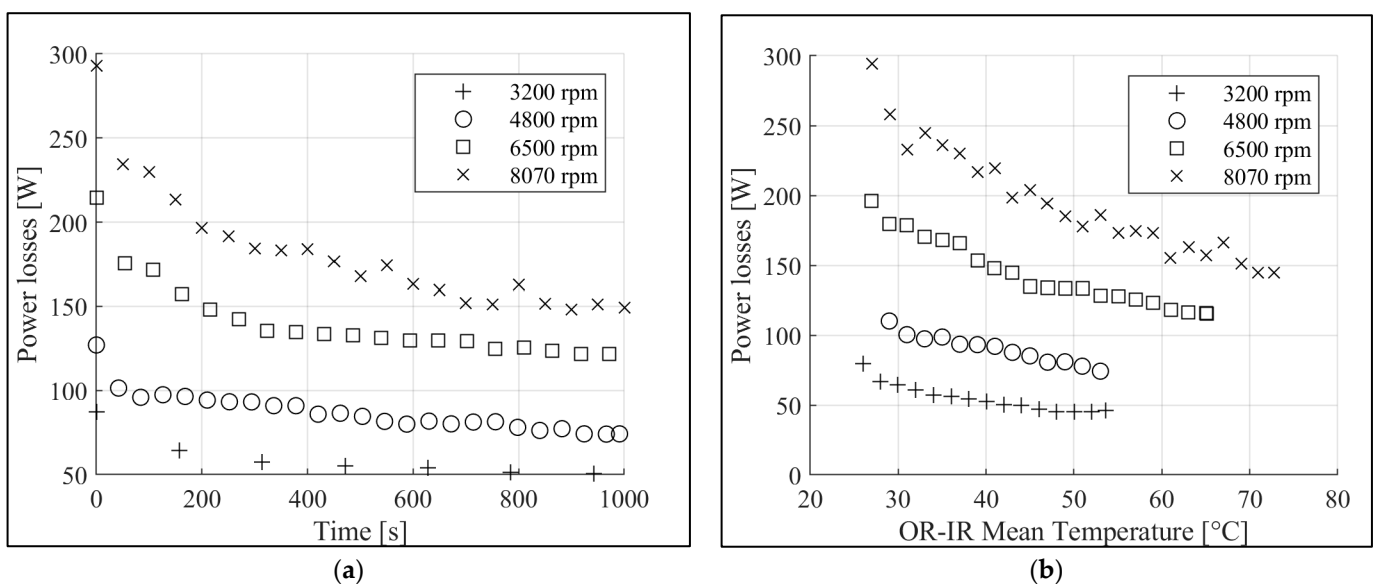 300
250
200
150
100
50
0
200
400
600
800
1000
Power losses [W]
Time [s]
3200 rpm
4800 rpm
6500 rpm
8070 rpm
(a)
300
250
200
150
100
50
0
20
30
40
50
60
70
80
Power losses [W]
OR-IR Mean Temperature [°C]
3200 rpm
4800 rpm
6500 rpm
8070 rpm
(b)